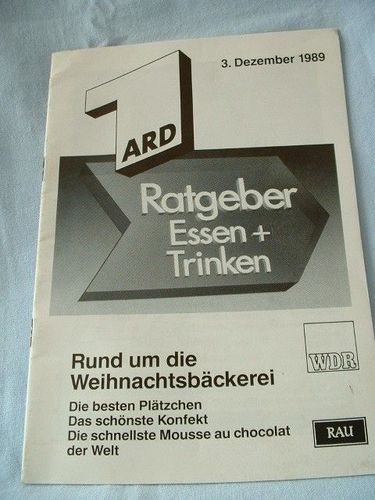 3. Dezember 1989
1
ARD
Ratgeber
Essen +
Trinken
WDR
Rund um die
Weihnachtsbäckerei
Die besten Plätzchen
Das schönste Konfekt
Die schnellste Mousse au chocolat
der Welt
RAU